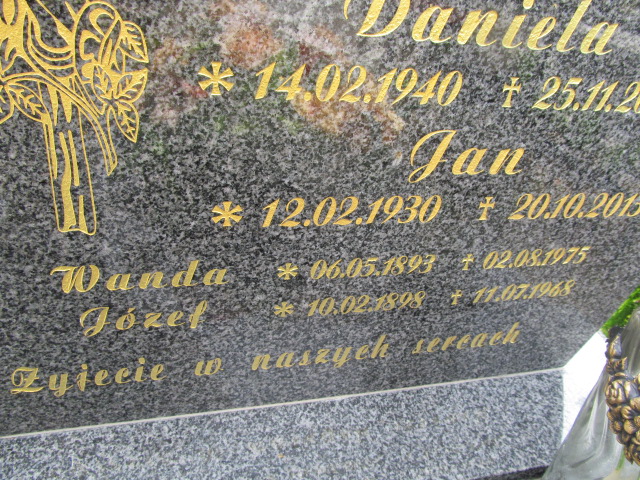 Daniela
* 14.02.1940 † 25.11.2
Jan
* 12.02.1930 † 20.10.201
Wanda * 06.05.1893 † 02.08.1975
Józef * 10.02.1898 † 11.07.1968
Żyjecie w naszych sercach